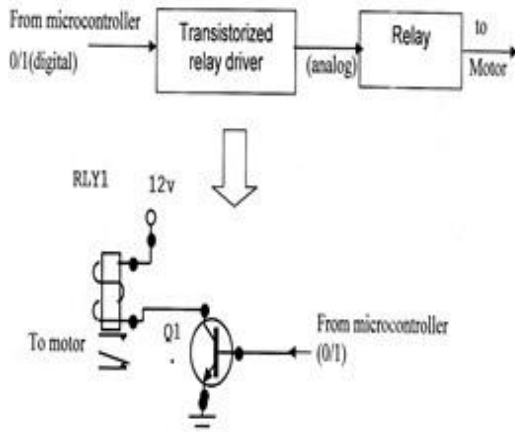 From microcontroller
0/1(digital)
Transistorized
relay driver
(analog)
Relay
to
Motor
RLY1
12v
To motor
Q1
From microcontroller
(0/1)